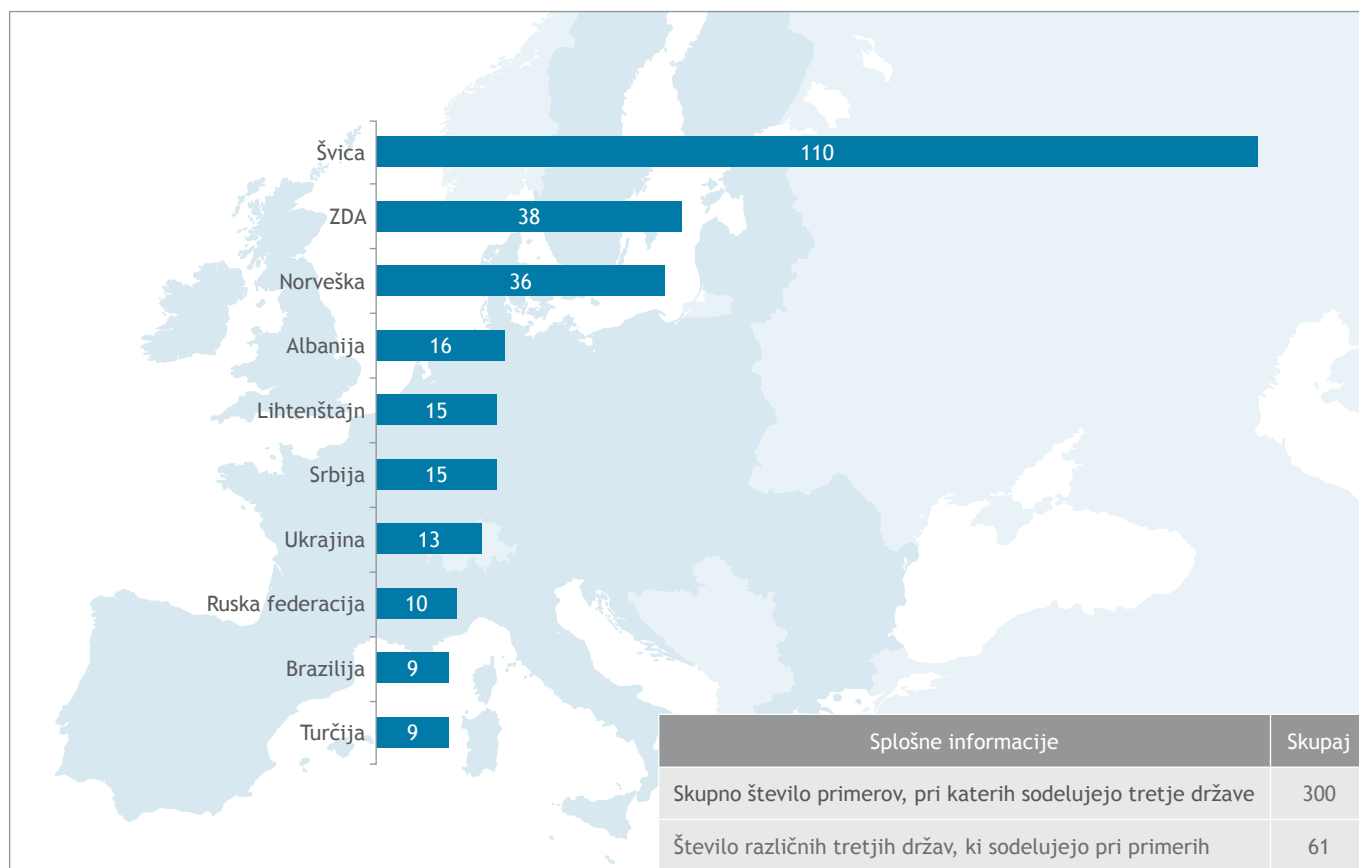 Švica 110
ZDA 38
Norveška 36
Albanija 16
Lihtenštajn 15
Srbija 15
Ukrajina 13
Ruska federacija 10
Brazilija 9
Turčija 9
Splošne informacije Skupaj
Skupno število primerov, pri katerih sodelujejo tretje države 300
Število različnih tretjih držav, ki sodelujejo pri primerih 61